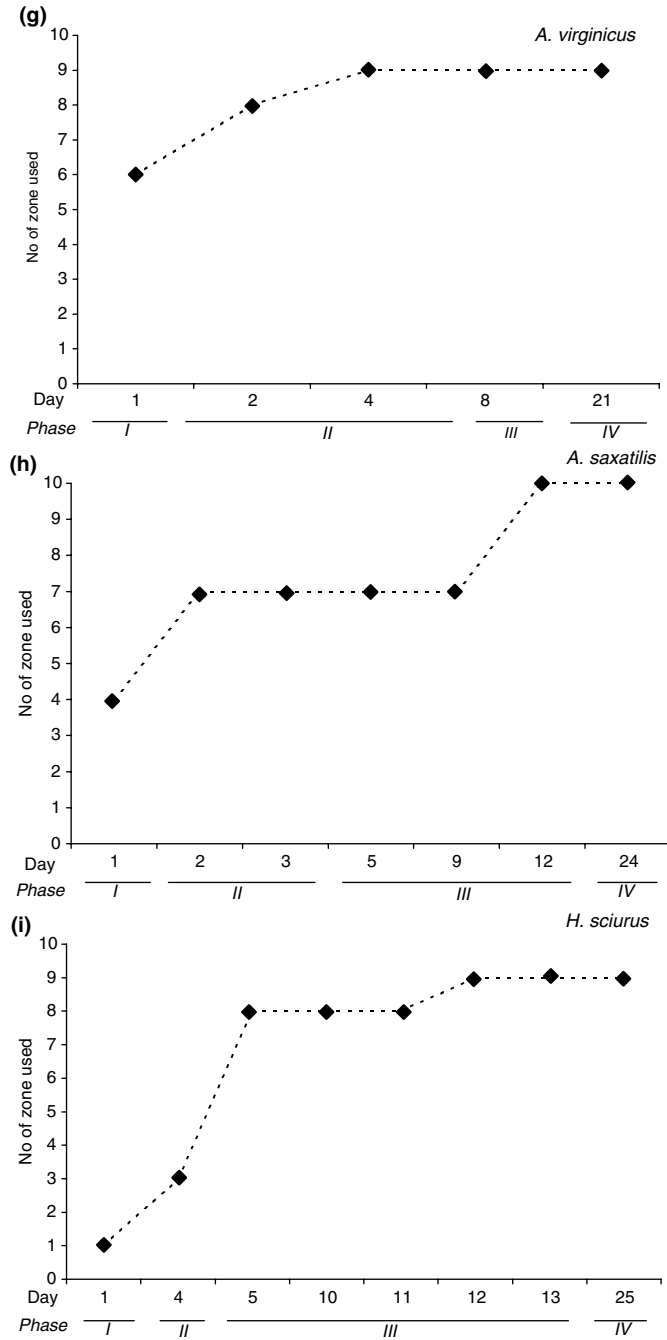 (g)
A. virginicus
10
9
8
7
6
5
4
3
2
1
0
No of zone used
Day 1 2 4 8 21
Phase I II III IV
(h)
A. saxatilis
10
9
8
7
6
5
4
3
2
1
0
No of zone used
Day 1 2 3 5 9 12 24
Phase I II III IV
(i)
H. sciurus
10
9
8
7
6
5
4
3
2
1
0
No of zone used
Day 1 4 5 10 11 12 13 25
Phase I II III IV